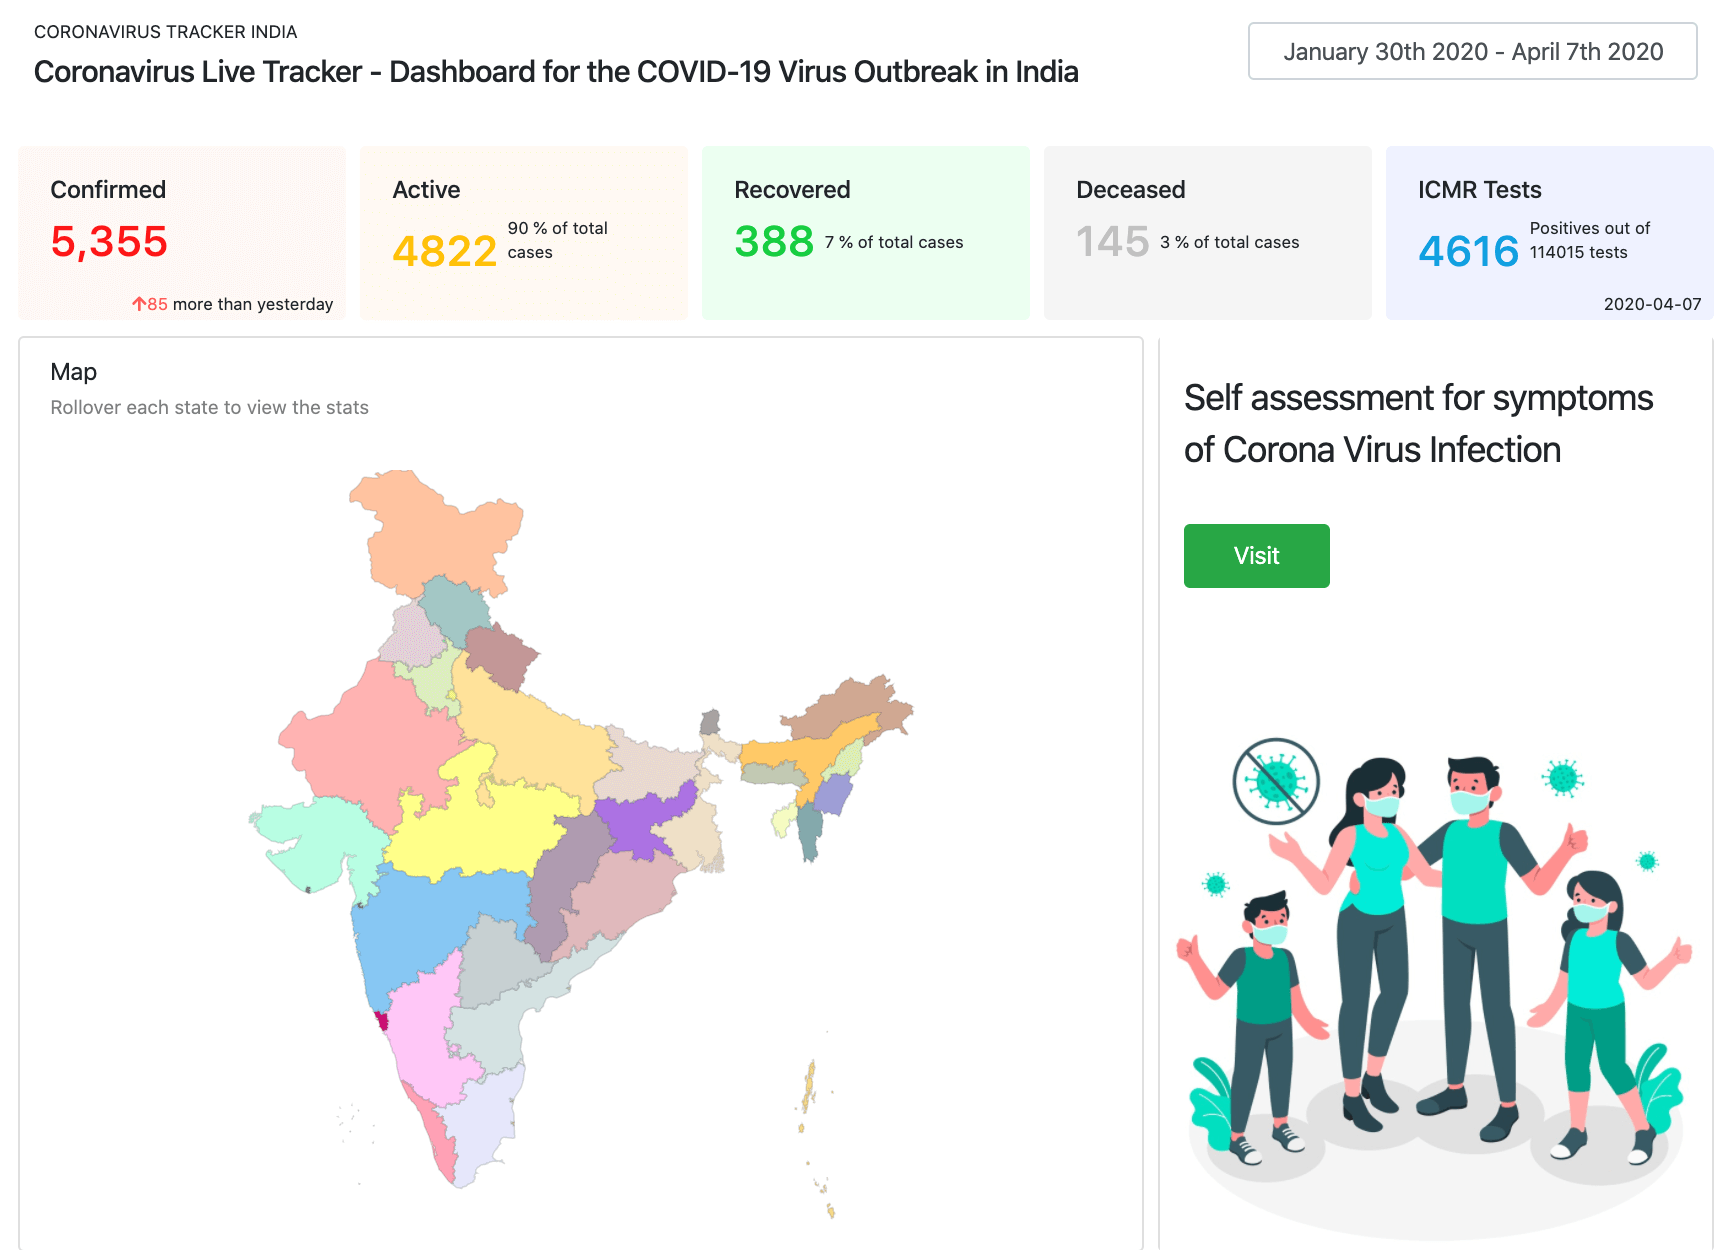 CORONAVIRUS TRACKER INDIA
Coronavirus Live Tracker - Dashboard for the COVID-19 Virus Outbreak in India
January 30th 2020 - April 7th 2020
Confirmed
5,355
↑85 more than yesterday
Active
4822
90 % of total
cases
Recovered
388
7 % of total cases
Deceased
145
3 % of total cases
ICMR Tests
4616
Positives out of
114015 tests
2020-04-07
Map
Rollover each state to view the stats
Self assessment for symptoms
of Corona Virus Infection
Visit